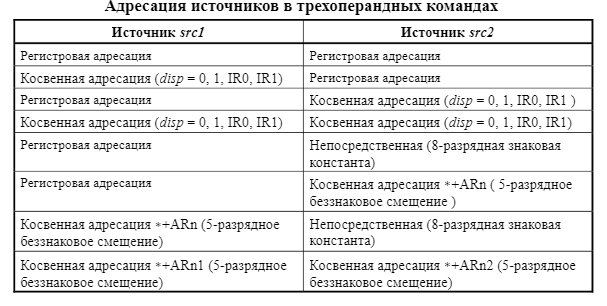 Адресация источников в трехоперандных командах
Источник src1 Источник src2
Регистровая адресация Регистровая адресация
Косвенная адресация (disp = 0, 1, IR0, IR1) Регистровая адресация
Регистровая адресация Косвенная адресация (disp = 0, 1, IR0, IR1 )
Косвенная адресация (disp = 0, 1, IR0, IR1) Косвенная адресация (disp = 0, 1, IR0, IR1)
Регистровая адресация Непосредственная (8-разрядная знаковая
константа)
Регистровая адресация Косвенная адресация *+ARn ( 5-разрядное
беззнаковое смещение )
Косвенная адресация *+ARn (5-разрядное Непосредственная (8-разрядная знаковая
беззнаковое смещение) константа)
Косвенная адресация *+ARn1 (5-разрядное Косвенная адресация *+ARn2 (5-разрядное
беззнаковое смещение) беззнаковое смещение)